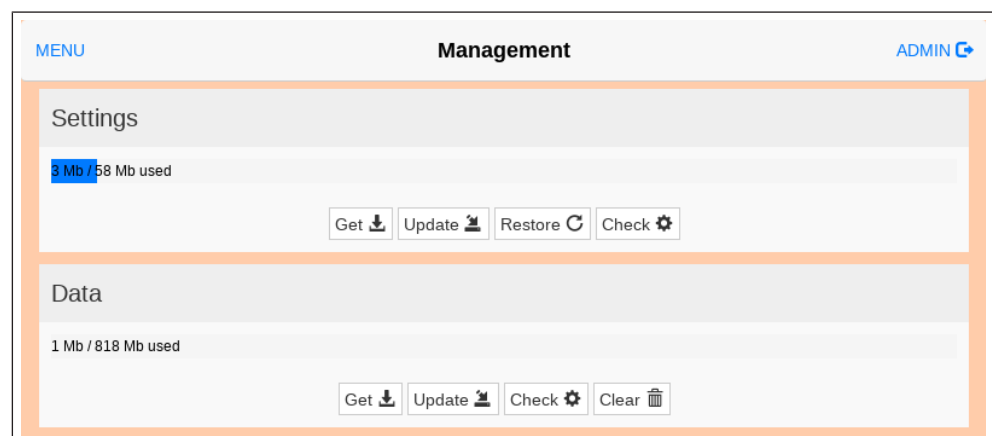 MENU Management ADMIN
Settings
3 Mb / 58 Mb used
Get Update Restore Check
Data
1 Mb / 818 Mb used
Get Update Check Clear